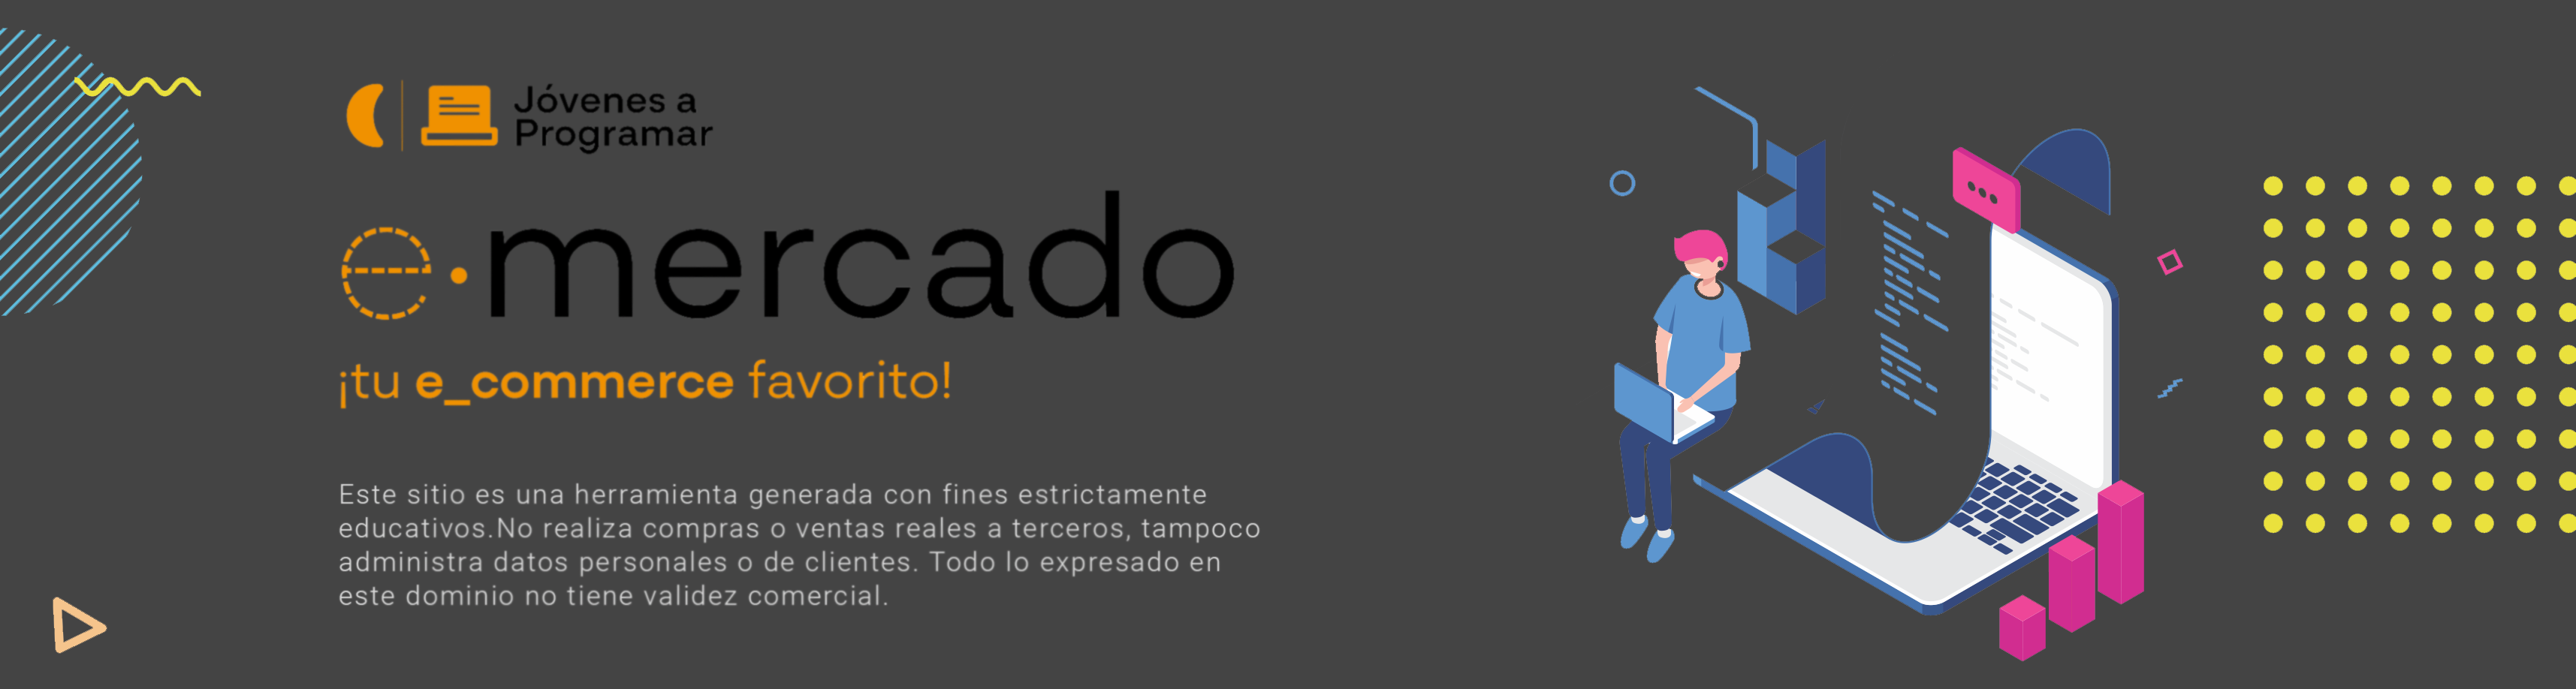 Jóvenes a
Programar
e·mercado
¡tu e_commerce favorito!
Este sitio es una herramienta generada con fines estrictamente
educativos.No realiza compras o ventas reales a terceros, tampoco
administra datos personales o de clientes. Todo lo expresado en
este dominio no tiene validez comercial.